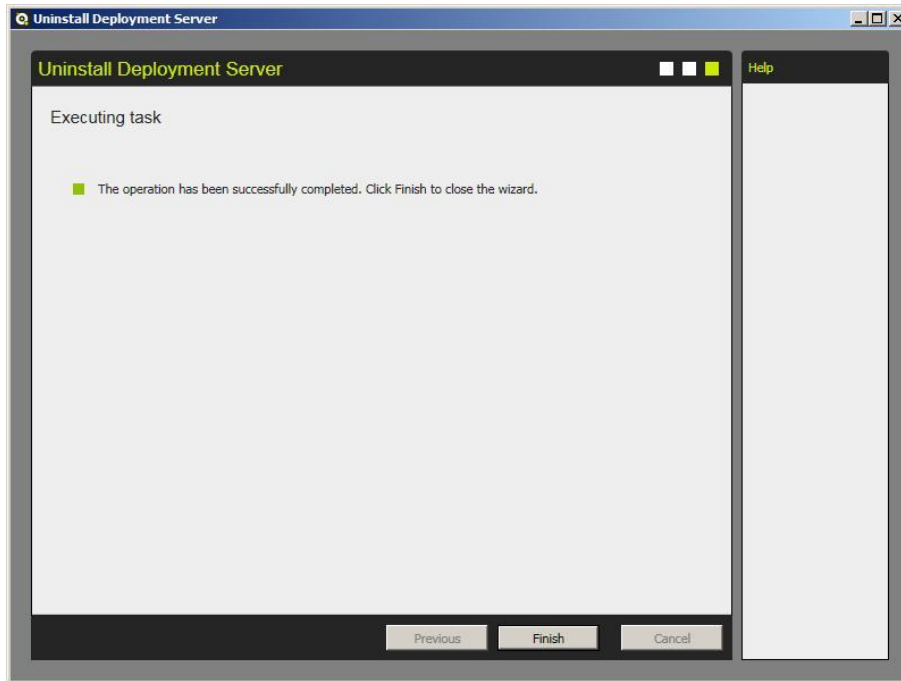 Uninstall Deployment Server
Uninstall Deployment Server
Help
Executing task
The operation has been successfully completed. Click Finish to close the wizard.
Previous
Finish
Cancel